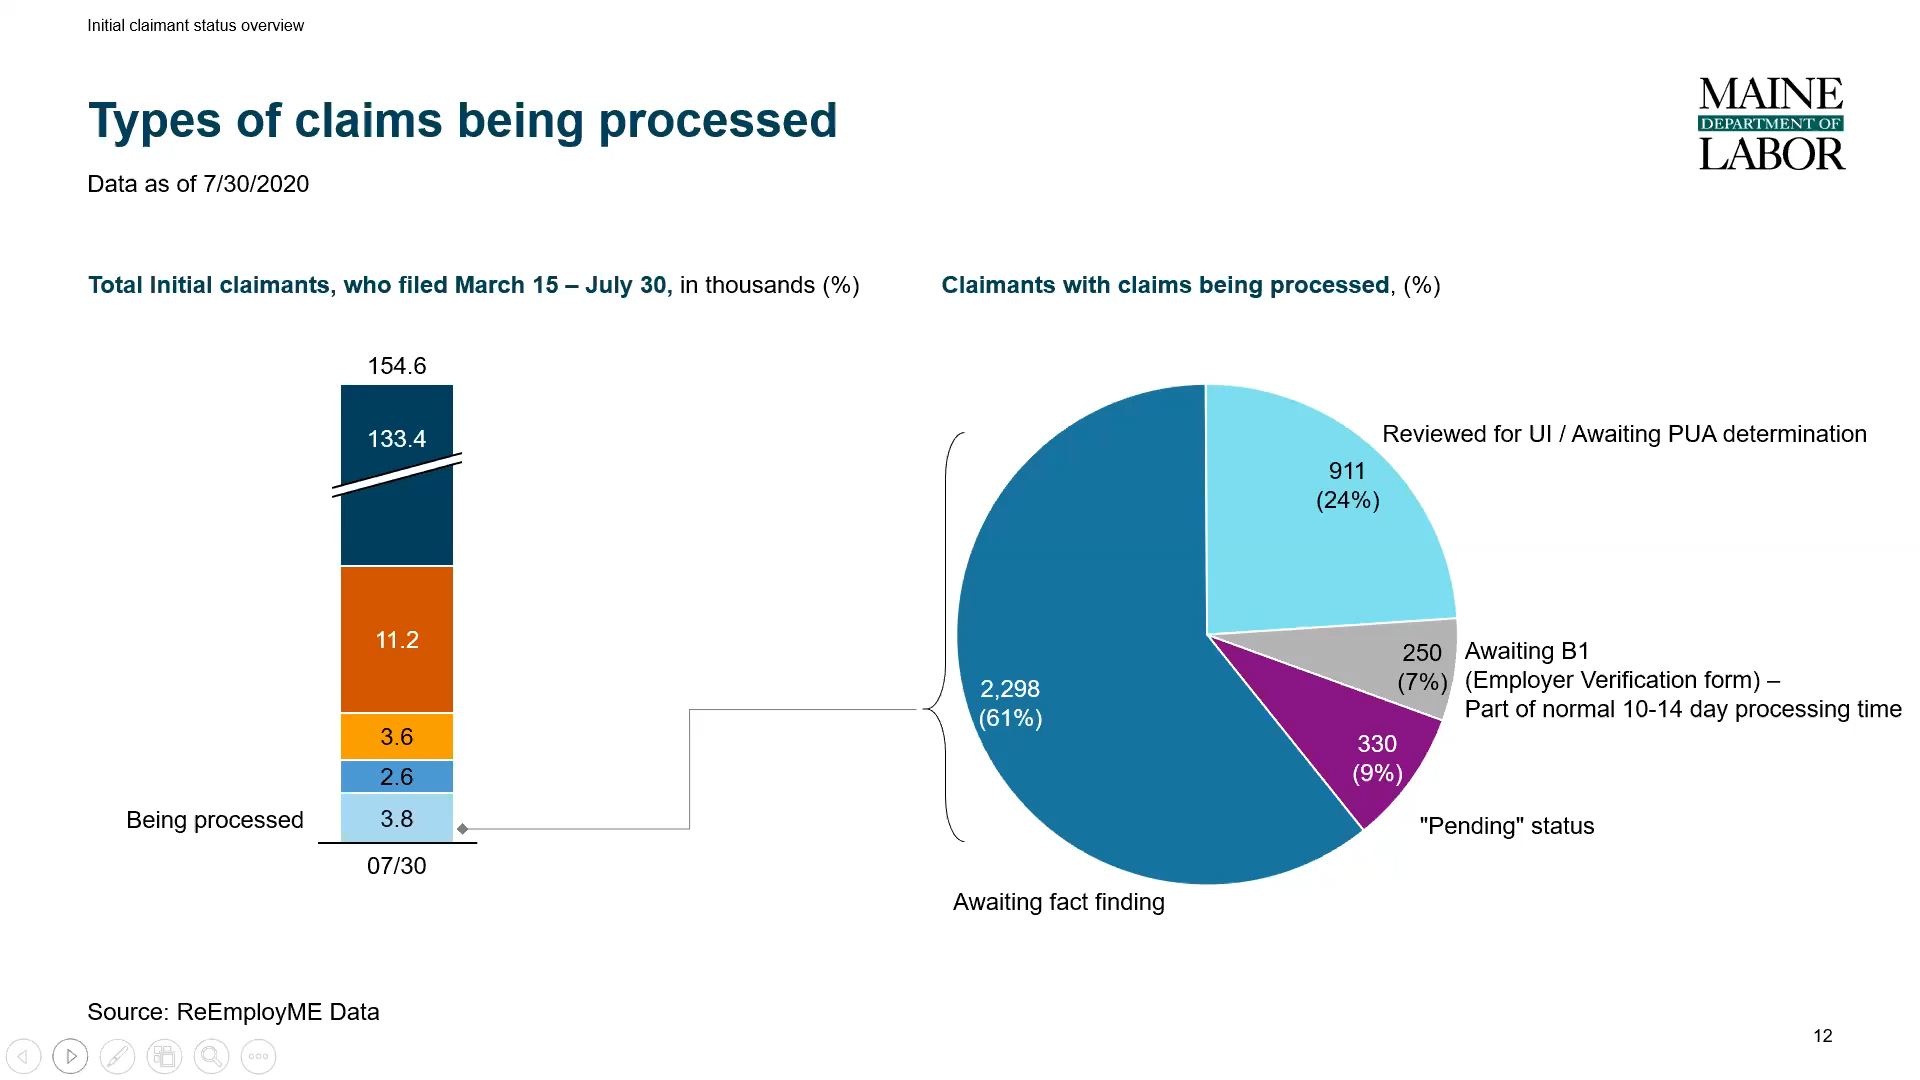 Initial claimant status overview
Types of claims being processed
Data as of 7/30/2020
MAINE
DEPARTMENT OF
LABOR
Total Initial claimants, who filed March 15 – July 30, in thousands (%)
154.6
133.4
11.2
3.6
2.6
Being processed
3.8
07/30
Claimants with claims being processed, (%)
Reviewed for UI / Awaiting PUA determination
911
(24%)
250
(7%)
Awaiting B1
(Employer Verification form) –
Part of normal 10-14 day processing time
330
(9%)
"Pending" status
2,298
(61%)
Awaiting fact finding
Source: ReEmployME Data
12